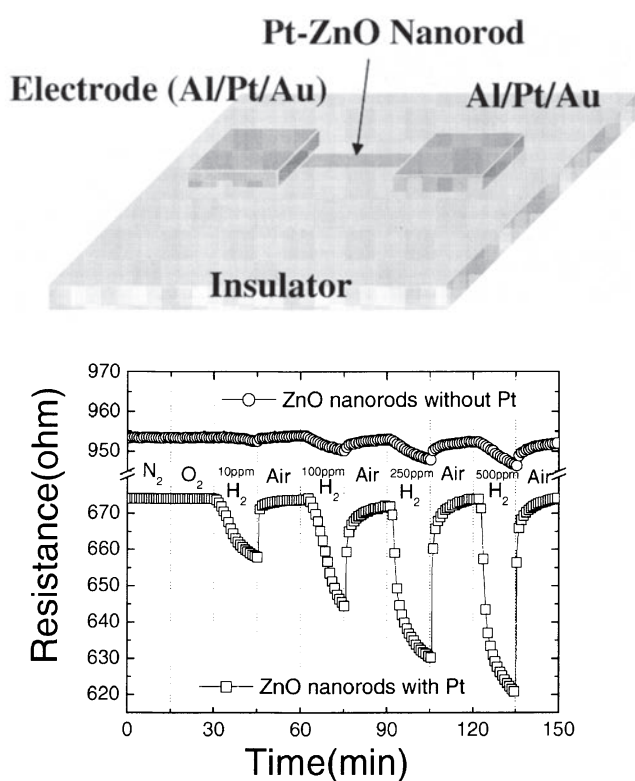 Pt-ZnO Nanorod
Electrode (Al/Pt/Au)
Al/Pt/Au
Insulator
970
960
950
670
660
650
640
630
620
Resistance(ohm)
ZnO nanorods without Pt
N₂
O₂
10ppm
H₂
Air
100ppm
H₂
Air
250ppm
H₂
Air
500ppm
H₂
Air
ZnO nanorods with Pt
0 30 60 90 120 150
Time(min)